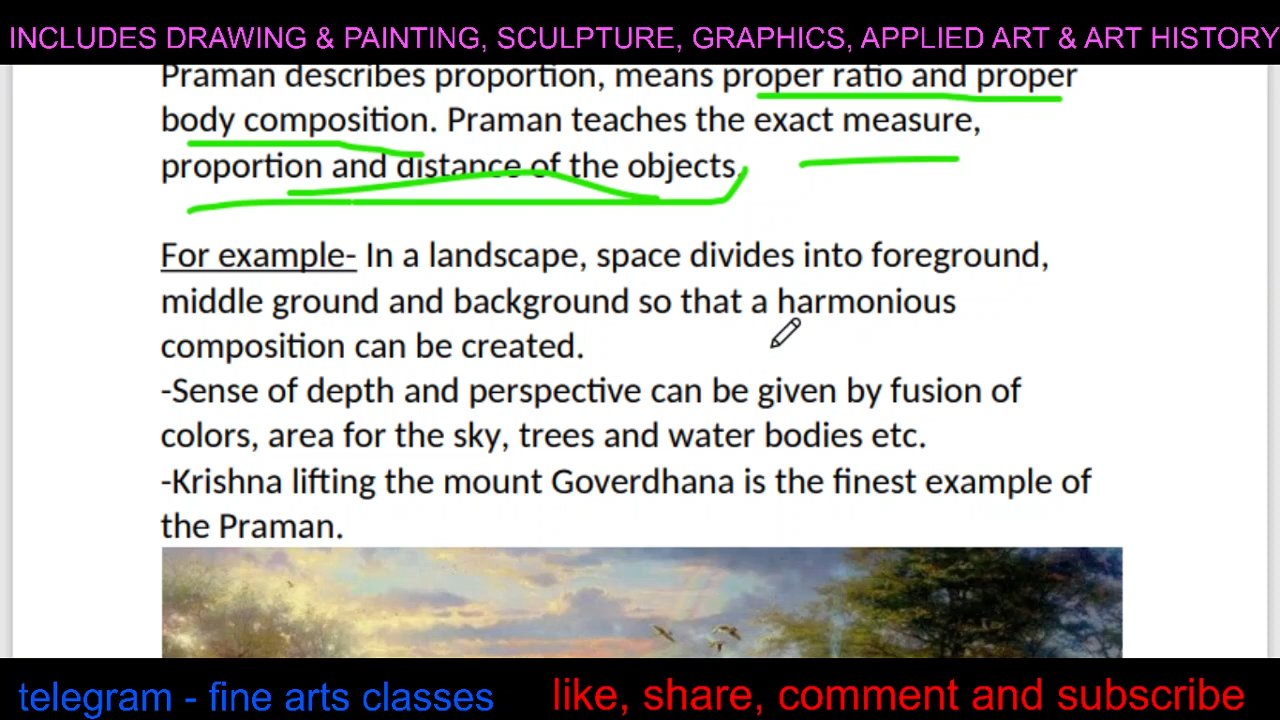 INCLUDES DRAWING & PAINTING, SCULPTURE, GRAPHICS, APPLIED ART & ART HISTORY
Praman describes proportion, means proper ratio and proper
body composition. Praman teaches the exact measure,
proportion and distance of the objects.
For example- In a landscape, space divides into foreground,
middle ground and background so that a harmonious
composition can be created.
-Sense of depth and perspective can be given by fusion of
colors, area for the sky, trees and water bodies etc.
-Krishna lifting the mount Goverdhana is the finest example of
the Praman.
telegram - fine arts classes
like, share, comment and subscribe